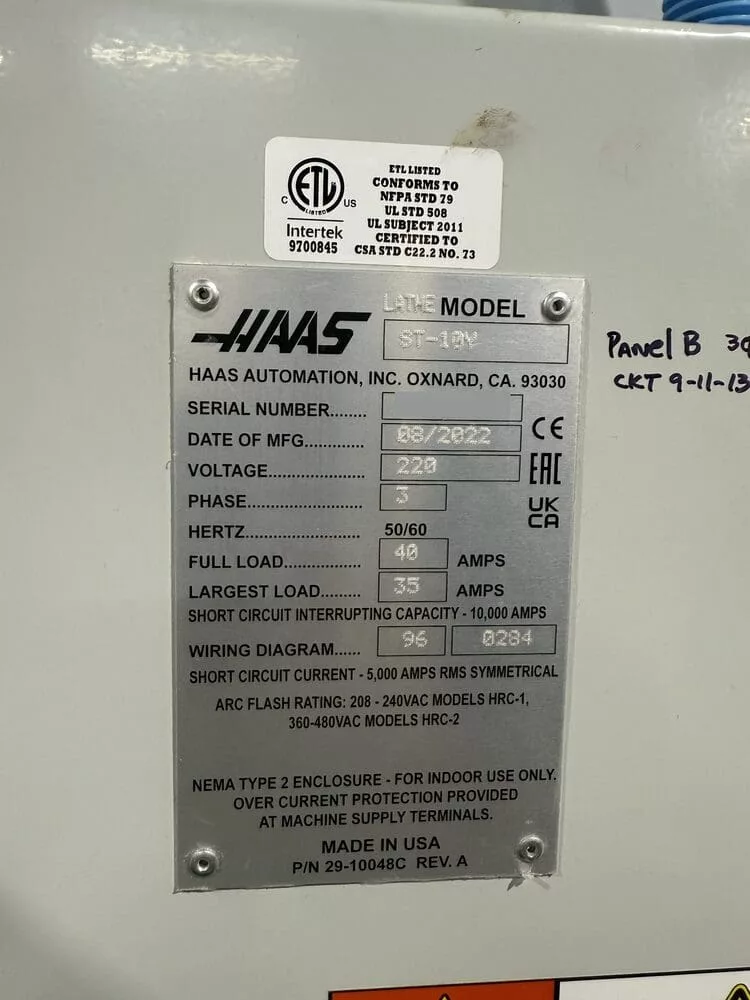 ETL LISTED
CONFORMS TO
NFPA STD 79
UL STD 508
UL SUBJECT 2011
CERTIFIED TO
CSA STD C22.2 NO. 73
C ETL US
LISTED
Intertek
9700845
HAAS
LATHE MODEL
ST-10Y
HAAS AUTOMATION, INC. OXNARD, CA. 93030
SERIAL NUMBER........
DATE OF MFG............. 08/2022
VOLTAGE..................... 220
PHASE......................... 3
HERTZ......................... 50/60
FULL LOAD................. 40 AMPS
LARGEST LOAD......... 35 AMPS
SHORT CIRCUIT INTERRUPTING CAPACITY - 10,000 AMPS
WIRING DIAGRAM...... 96 0284
SHORT CIRCUIT CURRENT - 5,000 AMPS RMS SYMMETRICAL
ARC FLASH RATING: 208 - 240VAC MODELS HRC-1,
360-480VAC MODELS HRC-2
NEMA TYPE 2 ENCLOSURE - FOR INDOOR USE ONLY.
OVER CURRENT PROTECTION PROVIDED
AT MACHINE SUPPLY TERMINALS.
MADE IN USA
P/N 29-10048C REV. A
CE
EAC
UK
CA
Panel B 3φ
CKT 9-11-13